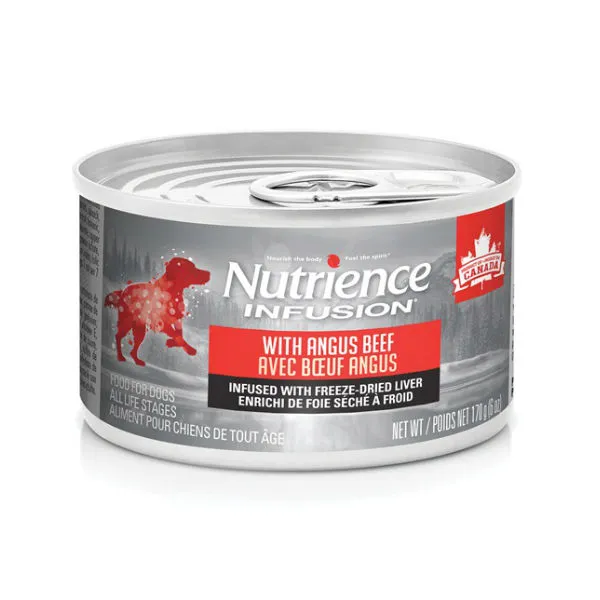 Nourish the body Fuel the spirit®
Nutrience
INFUSION®
WITH ANGUS BEEF
AVEC BŒUF ANGUS
INFUSED WITH FREEZE-DRIED LIVER
ENRICHI DE FOIE SÉCHÉ À FROID
FOOD FOR DOGS
ALL LIFE STAGES
ALIMENT POUR CHIENS DE TOUT ÂGE
NET WT / POIDS NET 170 g (6 oz)
CANADA